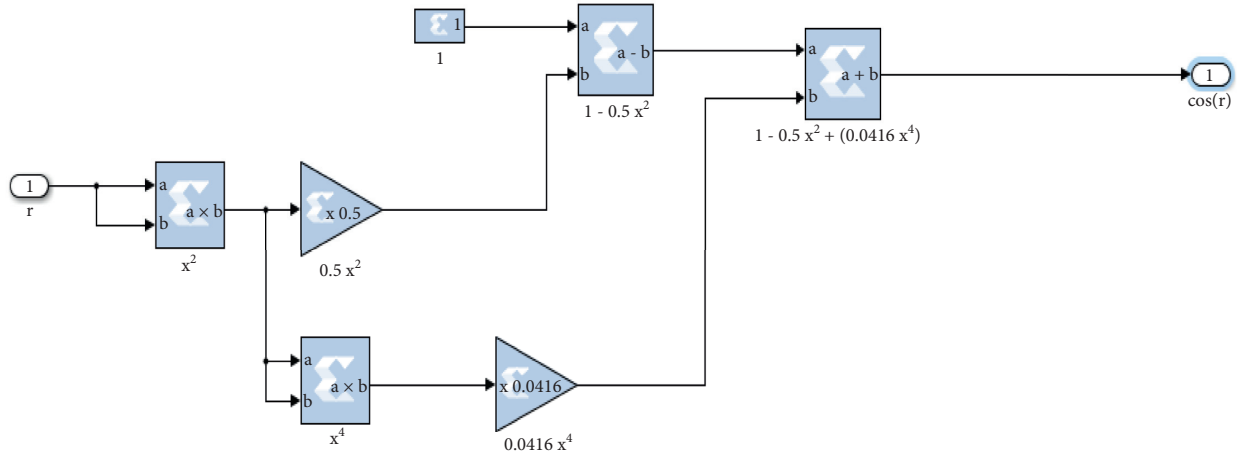 1
1
a
b
a - b
1 - 0.5 x²
a
b
a + b
1 - 0.5 x² + (0.0416 x⁴)
1
cos(r)
1
r
a
b
a × b
x²
x 0.5
0.5 x²
a
b
a × b
x⁴
x 0.0416
0.0416 x⁴